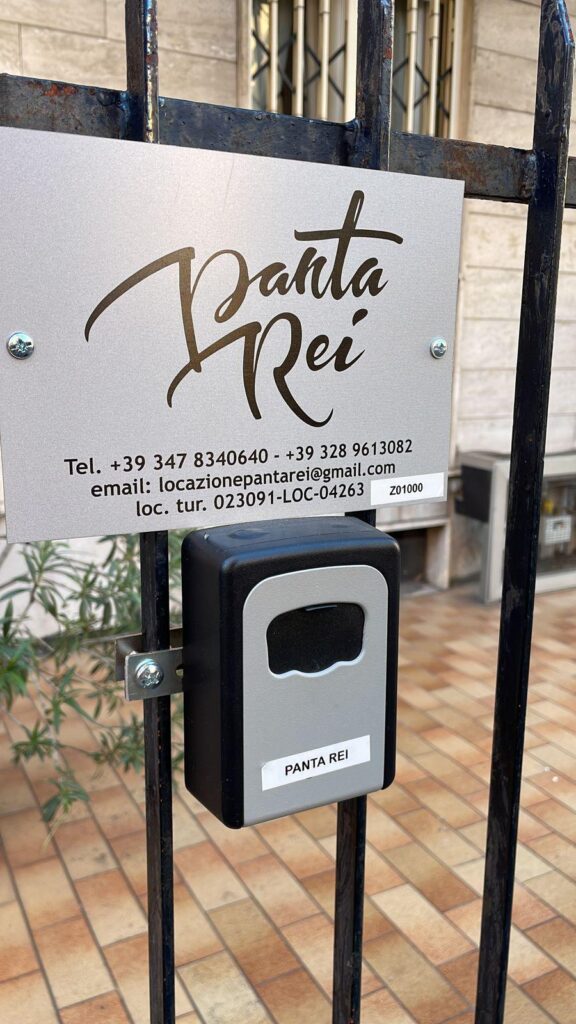 Panta
Rei
Tel. +39 347 8340640 - +39 328 9613082
email: locazionepantarei@gmail.com
loc. tur. 023091-LOC-04263 Z01000
PANTA REI